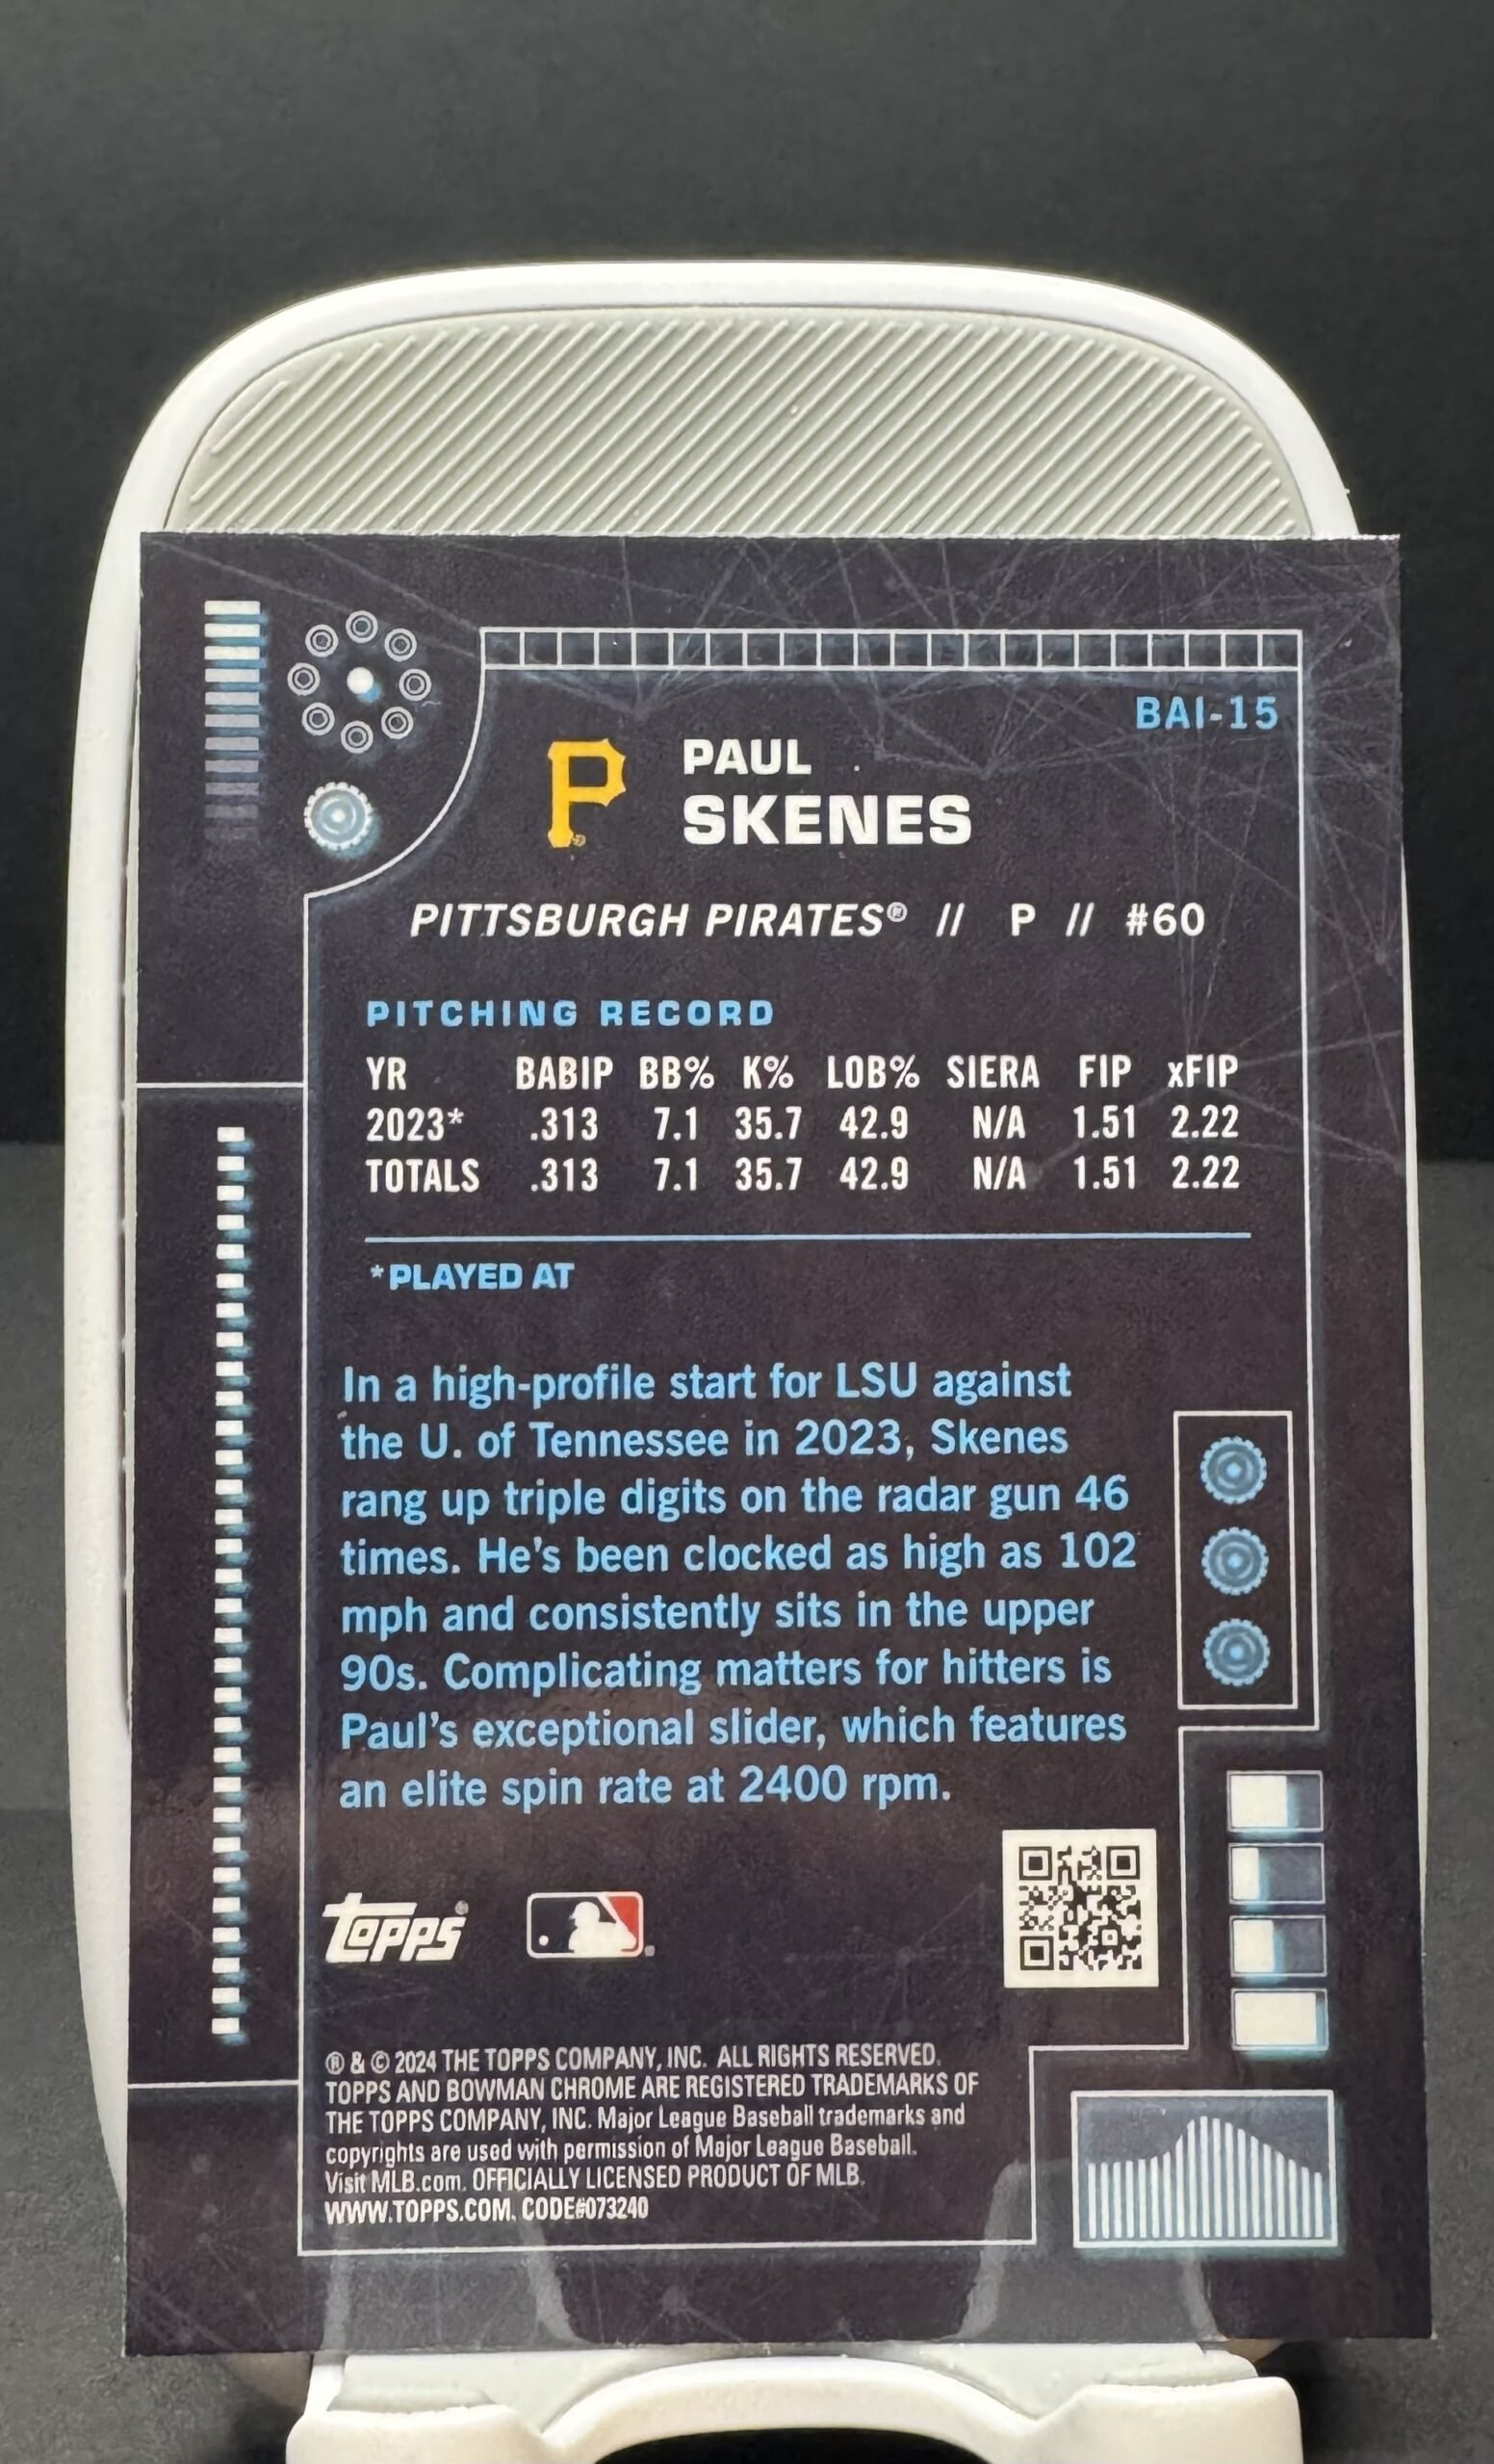 BAI-15
P
PAUL
SKENES
PITTSBURGH PIRATES® // P // #60
PITCHING RECORD
YR BABIP BB% K% LOB% SIERA FIP xFIP
2023* .313 7.1 35.7 42.9 N/A 1.51 2.22
TOTALS .313 7.1 35.7 42.9 N/A 1.51 2.22
*PLAYED AT
In a high-profile start for LSU against
the U. of Tennessee in 2023, Skenes
rang up triple digits on the radar gun 46
times. He's been clocked as high as 102
mph and consistently sits in the upper
90s. Complicating matters for hitters is
Paul's exceptional slider, which features
an elite spin rate at 2400 rpm.
topps®
® & © 2024 THE TOPPS COMPANY, INC. ALL RIGHTS RESERVED.
TOPPS AND BOWMAN CHROME ARE REGISTERED TRADEMARKS OF
THE TOPPS COMPANY, INC. Major League Baseball trademarks and
copyrights are used with permission of Major League Baseball.
Visit MLB.com. OFFICIALLY LICENSED PRODUCT OF MLB.
WWW.TOPPS.COM. CODE#073240